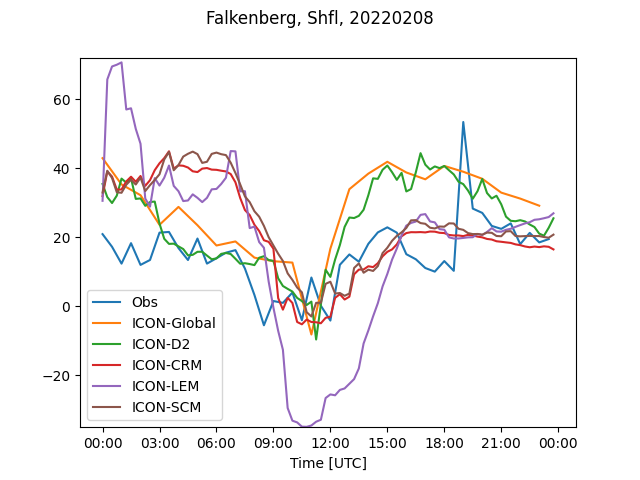 Falkenberg, Shfl, 20220208
60
40
20
0
−20
Obs
ICON-Global
ICON-D2
ICON-CRM
ICON-LEM
ICON-SCM
00:00 03:00 06:00 09:00 12:00 15:00 18:00 21:00 00:00
Time [UTC]